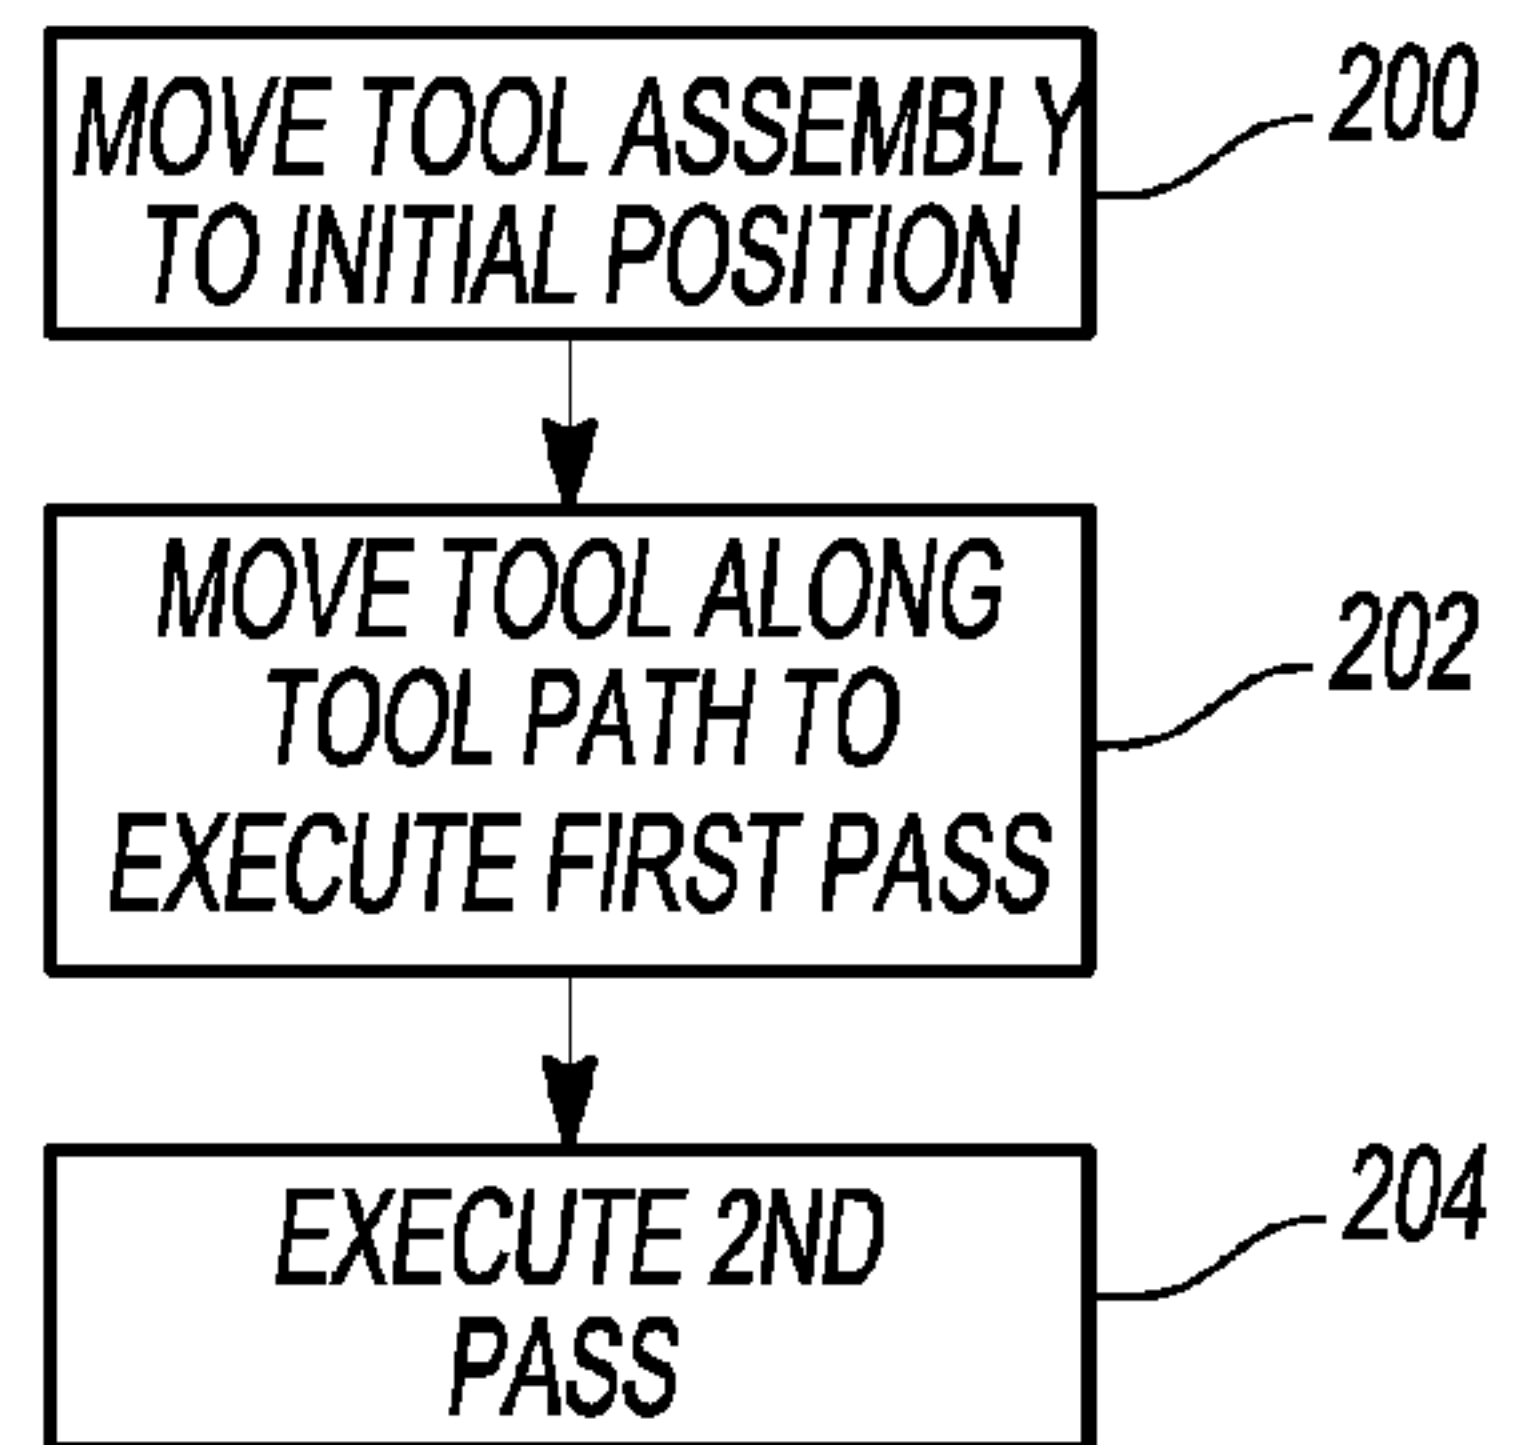 MOVE TOOL ASSEMBLY
TO INITIAL POSITION
200
MOVE TOOL ALONG
TOOL PATH TO
EXECUTE FIRST PASS
202
EXECUTE 2ND
PASS
204